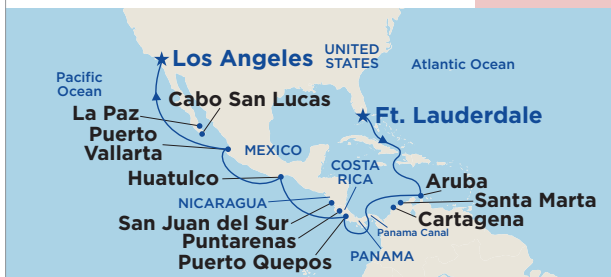 UNITED
STATES
Los Angeles
Atlantic Ocean
Pacific
Ocean
Cabo San Lucas
La Paz
Ft. Lauderdale
Puerto
Vallarta
MEXICO
COSTA
RICA
Huatulco
Aruba
NICARAGUA
Santa Marta
San Juan del Sur
Cartagena
Panama Canal
Puntarenas
PANAMA
Puerto Quepos